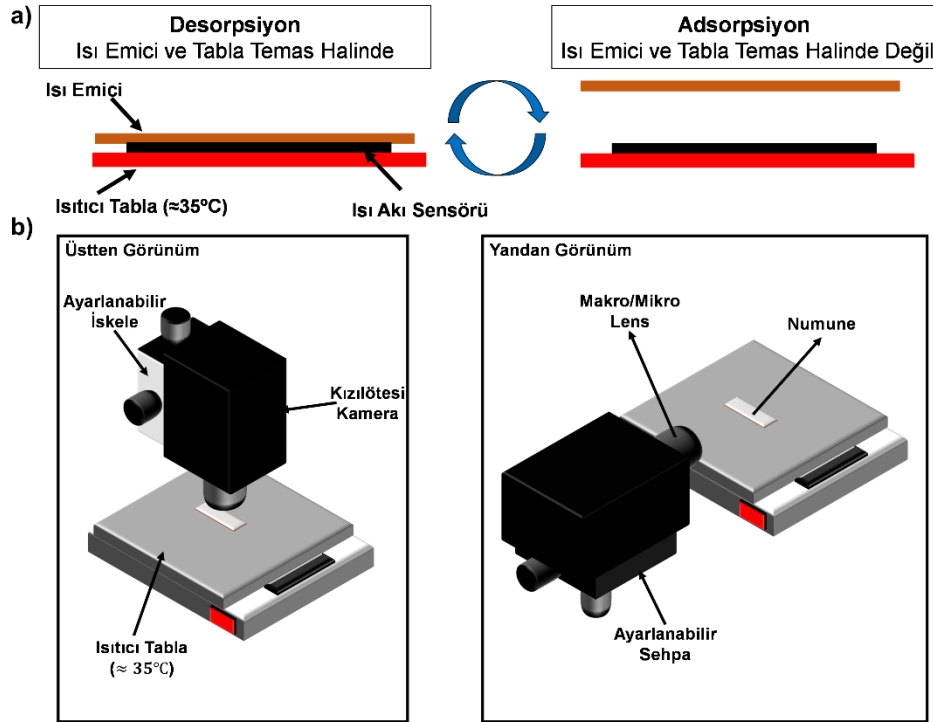 a)
Desorpsiyon
Isı Emici ve Tabla Temas Halinde
Adsorpsiyon
Isı Emici ve Tabla Temas Halinde Değil
Isı Emici
Isıtıcı Tabla (≈35ºC)
Isı Akı Sensörü
b)
Üstten Görünüm
Ayarlanabilir
İskele
Kızılötesi
Kamera
Isıtıcı Tabla
(≈ 35℃)
Yandan Görünüm
Makro/Mikro
Lens
Numune
Ayarlanabilir
Sehpa